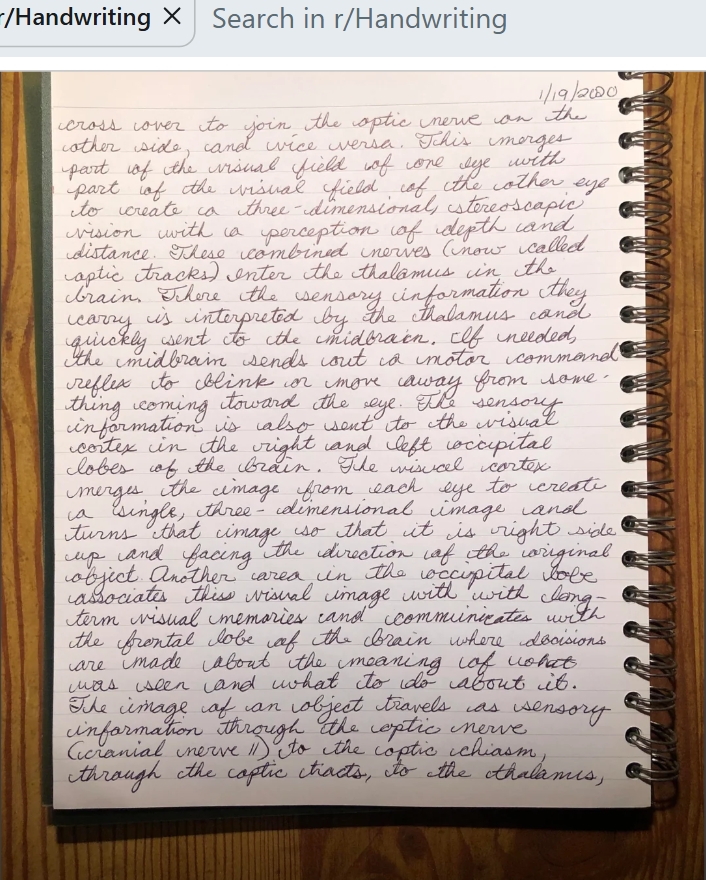 r/Handwriting × Search in r/Handwriting
1/19/2020
cross over to join the optic nerve on the
other side, and vice versa. This merges
part of the visual field of one eye with
part of the visual field of the other eye
to create a three-dimensional, stereoscopic
vision with a perception of depth and
distance. These combined nerves (now called
optic tracks) enter the thalamus in the
brain. There the sensory information they
carry is interpreted by the thalamus and
quickly sent to the midbrain. If needed,
the midbrain sends out a motor command
reflex to blink or move away from some-
thing coming toward the eye. The sensory
information is also sent to the visual
cortex in the right and left occipital
lobes of the brain. The visual cortex
merges the image from each eye to create
a single, three-dimensional image and
turns that image so that it is right side
up and facing the direction of the original
object. Another area in the occipital lobe
associates this visual image with with long-
term visual memories and communicates with
the frontal lobe of the brain where decisions
are made about the meaning of what
was seen and what to do about it.
The image of an object travels as sensory
information through the optic nerve
(cranial nerve II) to the optic chiasm,
through the optic tracts, to the thalamus,